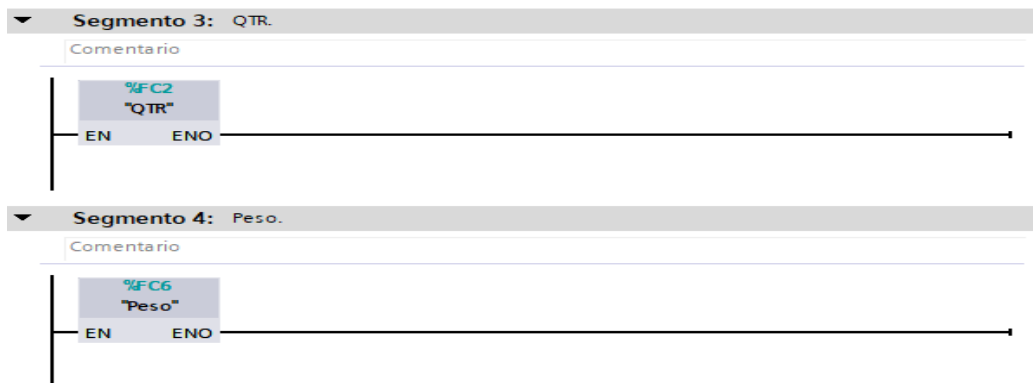 Segmento 3: QTR.
Comentario
%FC2
"QTR"
EN ENO
Segmento 4: Peso.
Comentario
%FC6
"Peso"
EN ENO